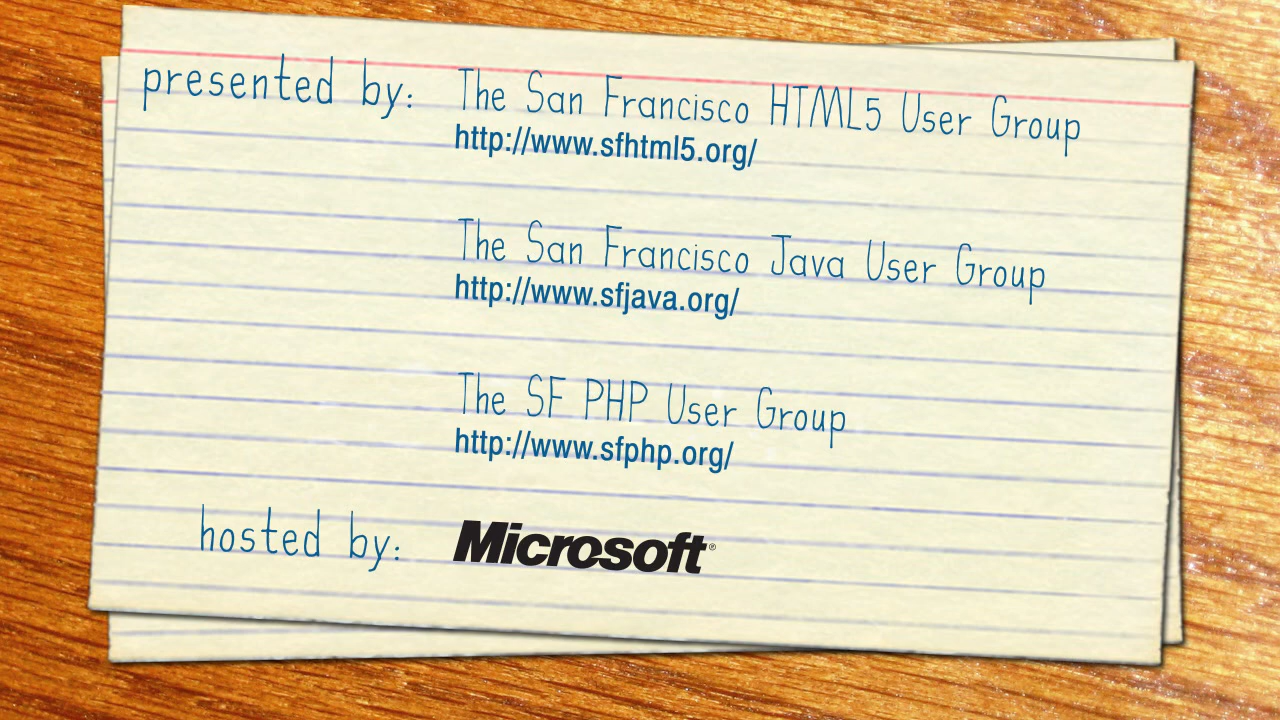 presented by: The San Francisco HTML5 User Group
http://www.sfhtml5.org/
The San Francisco Java User Group
http://www.sfjava.org/
The SF PHP User Group
http://www.sfphp.org/
hosted by: Microsoft®